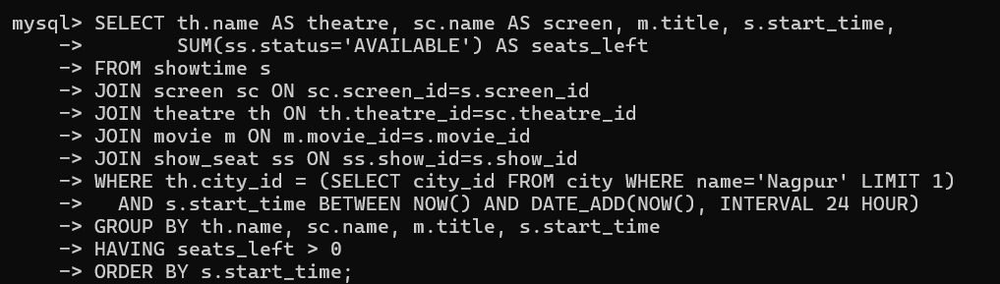 mysql> SELECT th.name AS theatre, sc.name AS screen, m.title, s.start_time,
    ->        SUM(ss.status='AVAILABLE') AS seats_left
    -> FROM showtime s
    -> JOIN screen sc ON sc.screen_id=s.screen_id
    -> JOIN theatre th ON th.theatre_id=sc.theatre_id
    -> JOIN movie m ON m.movie_id=s.movie_id
    -> JOIN show_seat ss ON ss.show_id=s.show_id
    -> WHERE th.city_id = (SELECT city_id FROM city WHERE name='Nagpur' LIMIT 1)
    ->   AND s.start_time BETWEEN NOW() AND DATE_ADD(NOW(), INTERVAL 24 HOUR)
    -> GROUP BY th.name, sc.name, m.title, s.start_time
    -> HAVING seats_left > 0
    -> ORDER BY s.start_time;